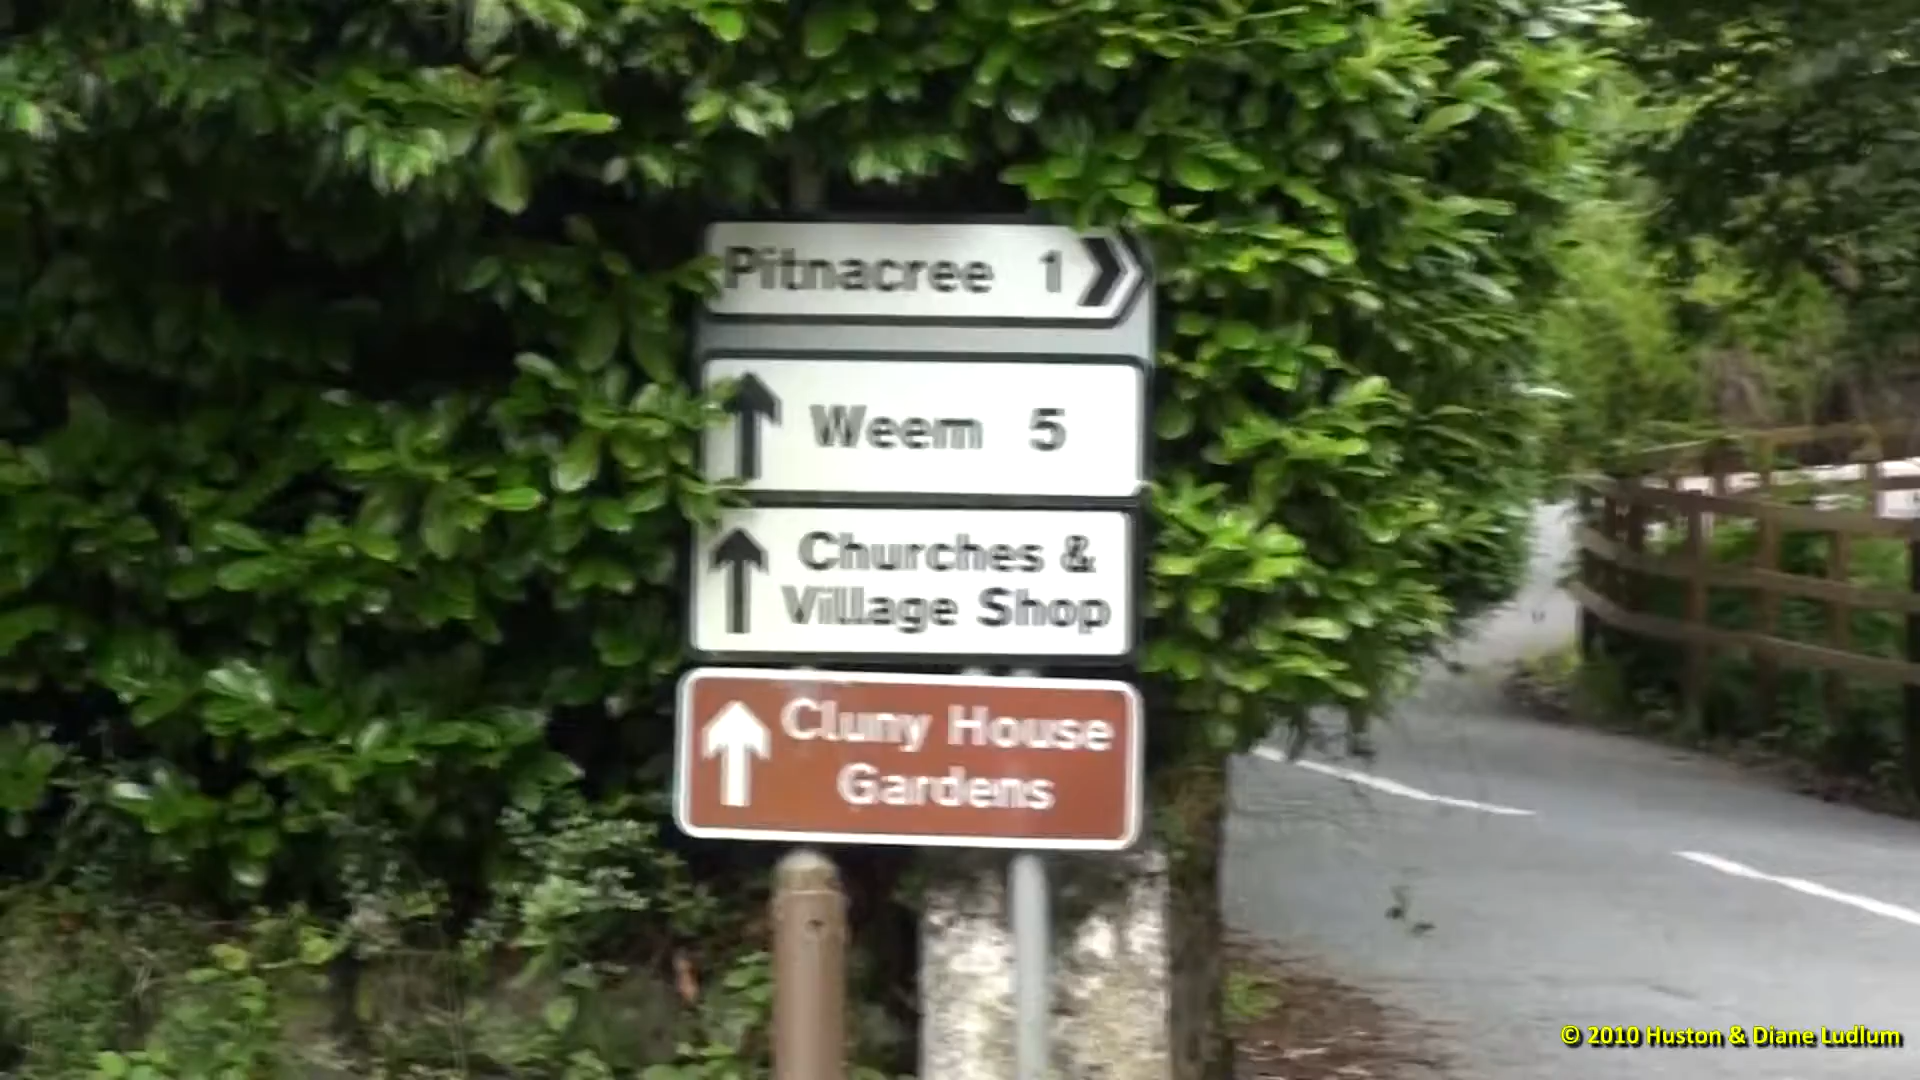 Pitnacree 1
Weem 5
Churches &
Village Shop
Cluny House
Gardens
© 2010 Huston & Diane Ludlum